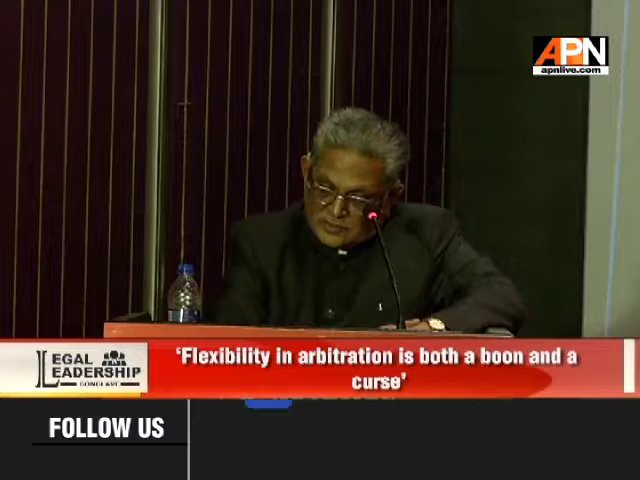 APN
apnlive.com
LEGAL
LEADERSHIP
CONCLAVE
‘Flexibility in arbitration is both a boon and a
curse’
FOLLOW US